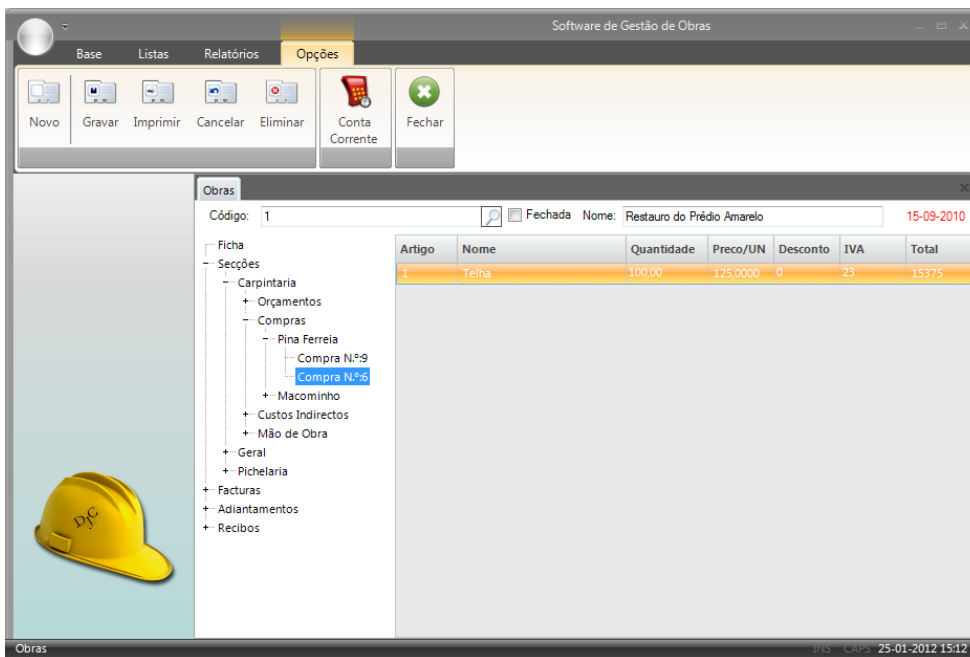 Software de Gestão de Obras
Base Listas Relatórios Opções
Novo Gravar Imprimir Cancelar Eliminar Conta Corrente Fechar
Obras
Código: 1 Fechada Nome: Restauro do Prédio Amarelo 15-09-2010
Artigo Nome Quantidade Preco/UN Desconto IVA Total
1 Telha 100,00 125,0000 0 23 15375
Ficha
Secções
Carpintaria
Orçamentos
Compras
Pina Ferreia
Compra N.º:9
Compra N.º:6
Macominho
Custos Indirectos
Mão de Obra
Geral
Pichelaria
Facturas
Adiantamentos
Recibos
DJC
Obras INS CAPS 25-01-2012 15:12